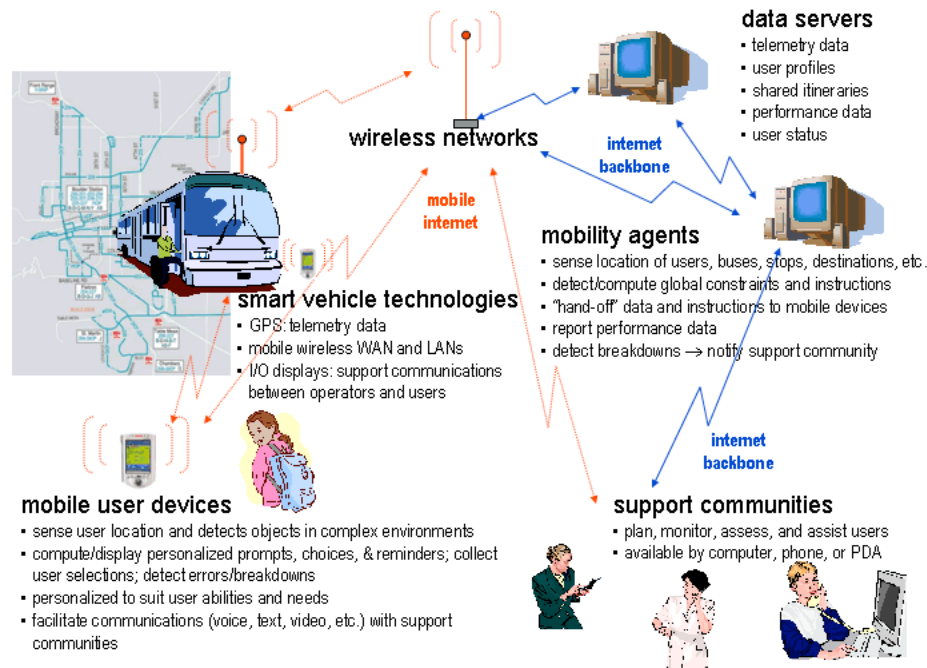 data servers
▪ telemetry data
▪ user profiles
▪ shared itineraries
▪ performance data
▪ user status
wireless networks
internet
backbone
mobile
internet
mobility agents
▪ sense location of users, buses, stops, destinations, etc.
▪ detect/compute global constraints and instructions
▪ “hand-off” data and instructions to mobile devices
▪ report performance data
▪ detect breakdowns → notify support community
smart vehicle technologies
▪ GPS: telemetry data
▪ mobile wireless WAN and LANs
▪ I/O displays: support communications
between operators and users
internet
backbone
mobile user devices
▪ sense user location and detects objects in complex environments
▪ compute/display personalized prompts, choices, & reminders; collect
user selections; detect errors/breakdowns
▪ personalized to suit user abilities and needs
▪ facilitate communications (voice, text, video, etc.) with support
communities
support communities
▪ plan, monitor, assess, and assist users
▪ available by computer, phone, or PDA